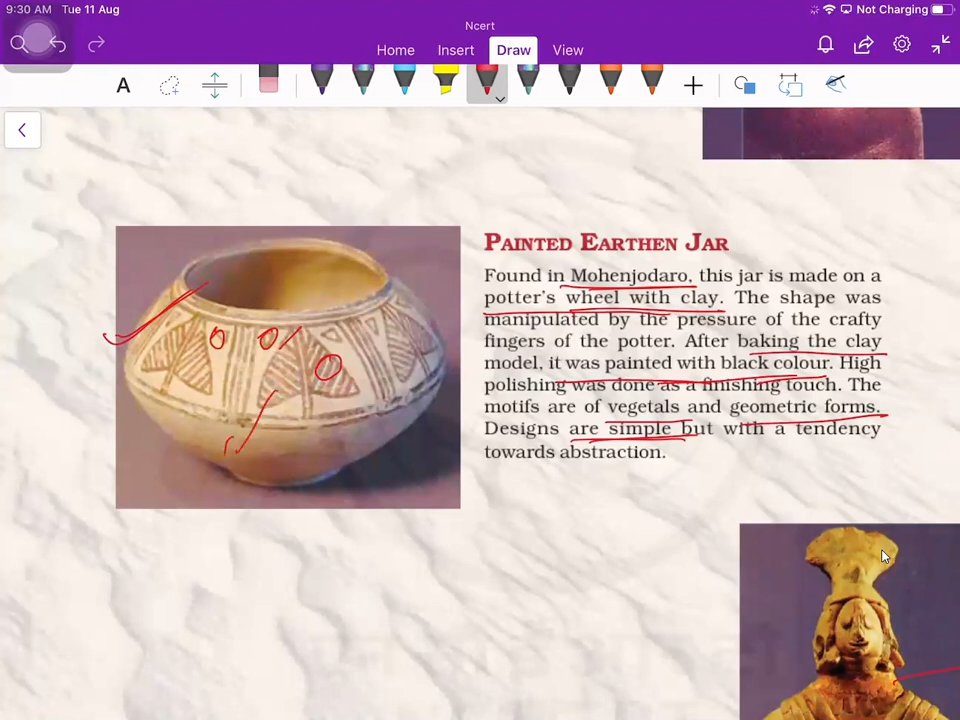 9:30 AM Tue 11 Aug
Not Charging
Ncert
Home Insert Draw View
A
PAINTED EARTHEN JAR
Found in Mohenjodaro, this jar is made on a
potter's wheel with clay. The shape was
manipulated by the pressure of the crafty
fingers of the potter. After baking the clay
model, it was painted with black colour. High
polishing was done as a finishing touch. The
motifs are of vegetals and geometric forms.
Designs are simple but with a tendency
towards abstraction.